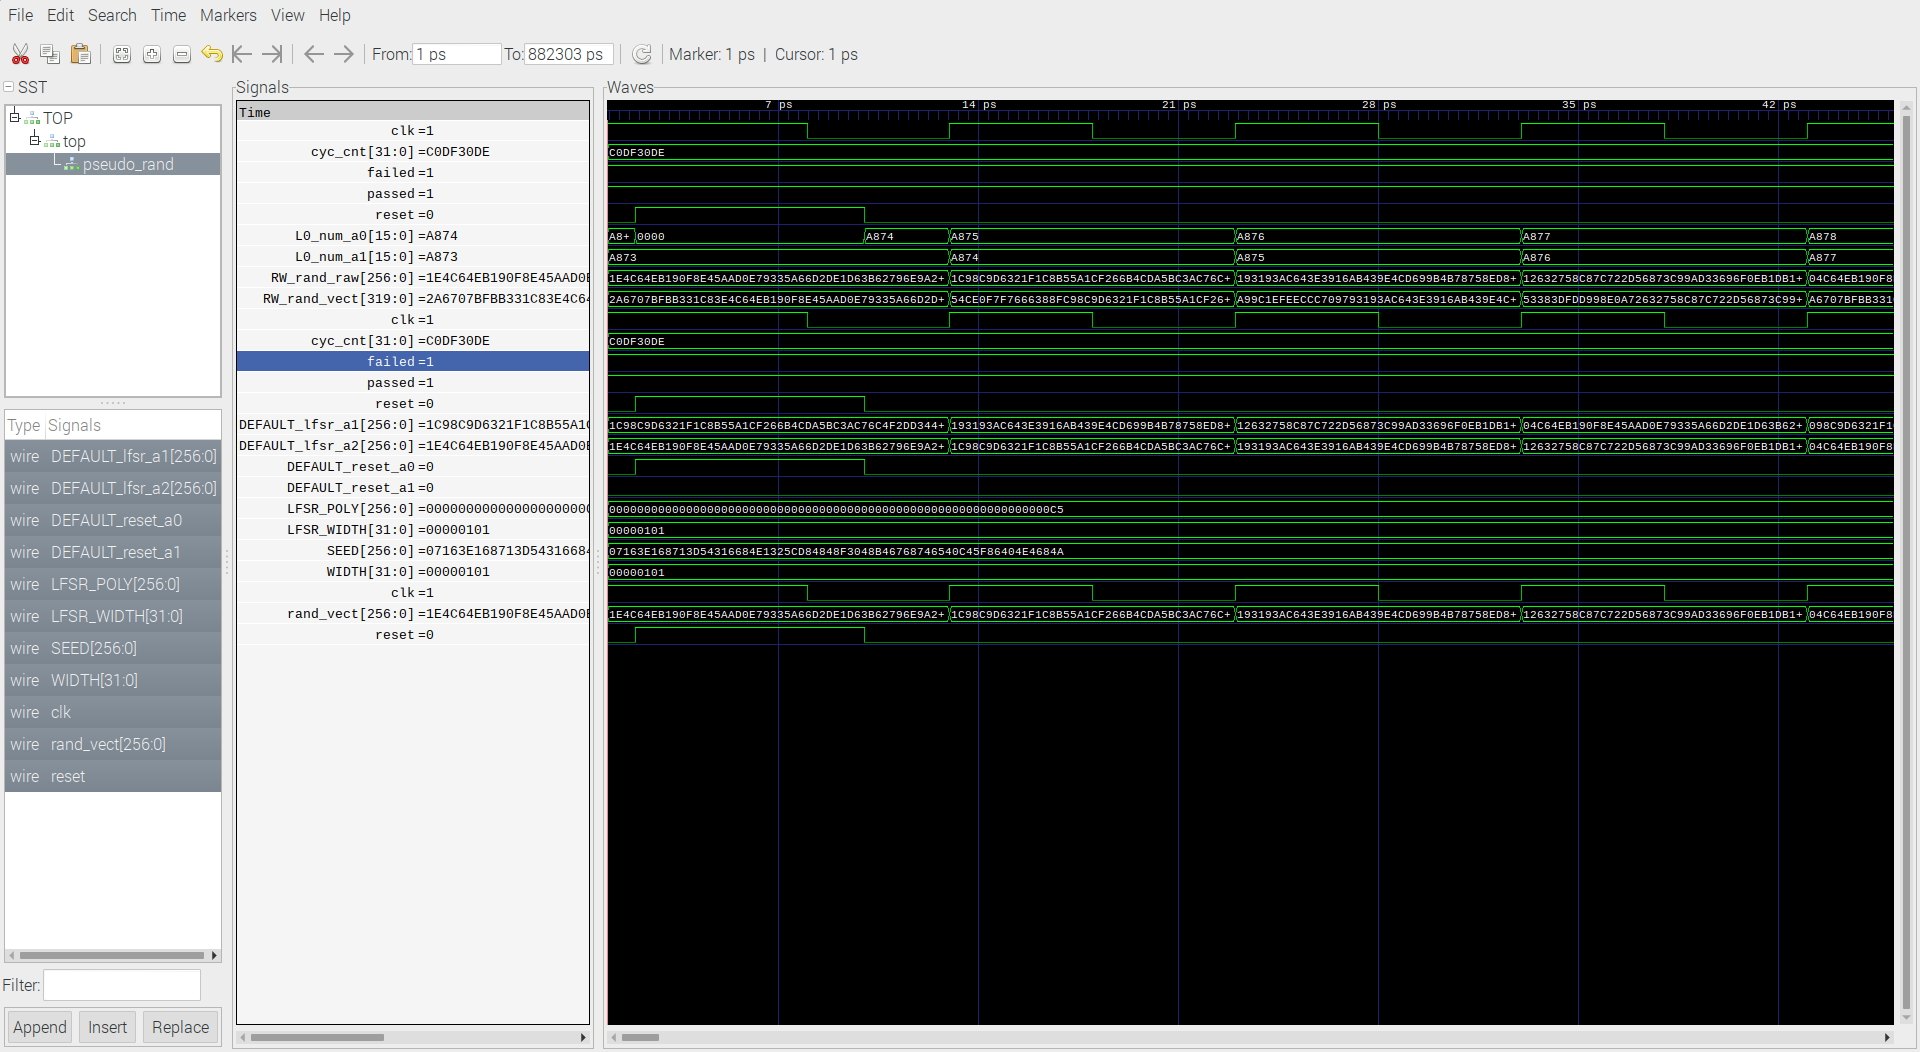 File Edit Search Time Markers View Help
From: 1 ps To: 882303 ps Marker: 1 ps | Cursor: 1 ps
SST
TOP
top
pseudo_rand
Type Signals
wire DEFAULT_lfsr_a1[256:0]
wire DEFAULT_lfsr_a2[256:0]
wire DEFAULT_reset_a0
wire DEFAULT_reset_a1
wire LFSR_POLY[256:0]
wire LFSR_WIDTH[31:0]
wire SEED[256:0]
wire WIDTH[31:0]
wire clk
wire rand_vect[256:0]
wire reset
Filter:
Append Insert Replace
Signals
Time
clk =1
cyc_cnt[31:0] =C0DF30DE
failed =1
passed =1
reset =0
L0_num_a0[15:0] =A874
L0_num_a1[15:0] =A873
RW_rand_raw[256:0] =1E4C64EB190F8E45AAD0E
RW_rand_vect[319:0] =2A6707BFBB331C83E4C64
clk =1
cyc_cnt[31:0] =C0DF30DE
failed =1
passed =1
reset =0
DEFAULT_lfsr_a1[256:0] =1C98C9D6321F1C8B55A1C
DEFAULT_lfsr_a2[256:0] =1E4C64EB190F8E45AAD0E
DEFAULT_reset_a0 =0
DEFAULT_reset_a1 =0
LFSR_POLY[256:0] =0000000000000000000000
LFSR_WIDTH[31:0] =00000101
SEED[256:0] =07163E168713D54316684
WIDTH[31:0] =00000101
clk =1
rand_vect[256:0] =1E4C64EB190F8E45AAD0E
reset =0
Waves
7 ps 14 ps 21 ps 28 ps 35 ps 42 ps
C0DF30DE
A8+ 0000 A874 A875 A876 A877 A878
A873 A874 A875 A876 A877
1E4C64EB190F8E45AAD0E79335A66D2DE1D63B62796E9A2+ 1C98C9D6321F1C8B55A1CF266B4CDA5BC3AC76C+ 193193AC643E3916AB439E4CD699B4B78758ED8+ 12632758C87C722D56873C99AD33696F0EB1DB1+ 04C64EB190F8
2A6707BFBB331C83E4C64EB190F8E45AAD0E79335A66D2D+ 54CE0F7F7666388FC98C9D6321F1C8B55A1CF26+ A99C1EFEECCC709793193AC643E3916AB439E4C+ 53383DFDD998E0A72632758C87C722D56873C99+ A6707BFBB331
C0DF30DE
1C98C9D6321F1C8B55A1CF266B4CDA5BC3AC76C4F2DD344+ 193193AC643E3916AB439E4CD699B4B78758ED8+ 12632758C87C722D56873C99AD33696F0EB1DB1+ 04C64EB190F8E45AAD0E79335A66D2DE1D63B62+ 098C9D6321F1
1E4C64EB190F8E45AAD0E79335A66D2DE1D63B62796E9A2+ 1C98C9D6321F1C8B55A1CF266B4CDA5BC3AC76C+ 193193AC643E3916AB439E4CD699B4B78758ED8+ 12632758C87C722D56873C99AD33696F0EB1DB1+ 04C64EB190F8
000000000000000000000000000000000000000000000000000000000000000C5
00000101
07163E168713D54316684E1325CD84848F3048B46768746540C45F86404E4684A
00000101
1E4C64EB190F8E45AAD0E79335A66D2DE1D63B62796E9A2+ 1C98C9D6321F1C8B55A1CF266B4CDA5BC3AC76C+ 193193AC643E3916AB439E4CD699B4B78758ED8+ 12632758C87C722D56873C99AD33696F0EB1DB1+ 04C64EB190F8